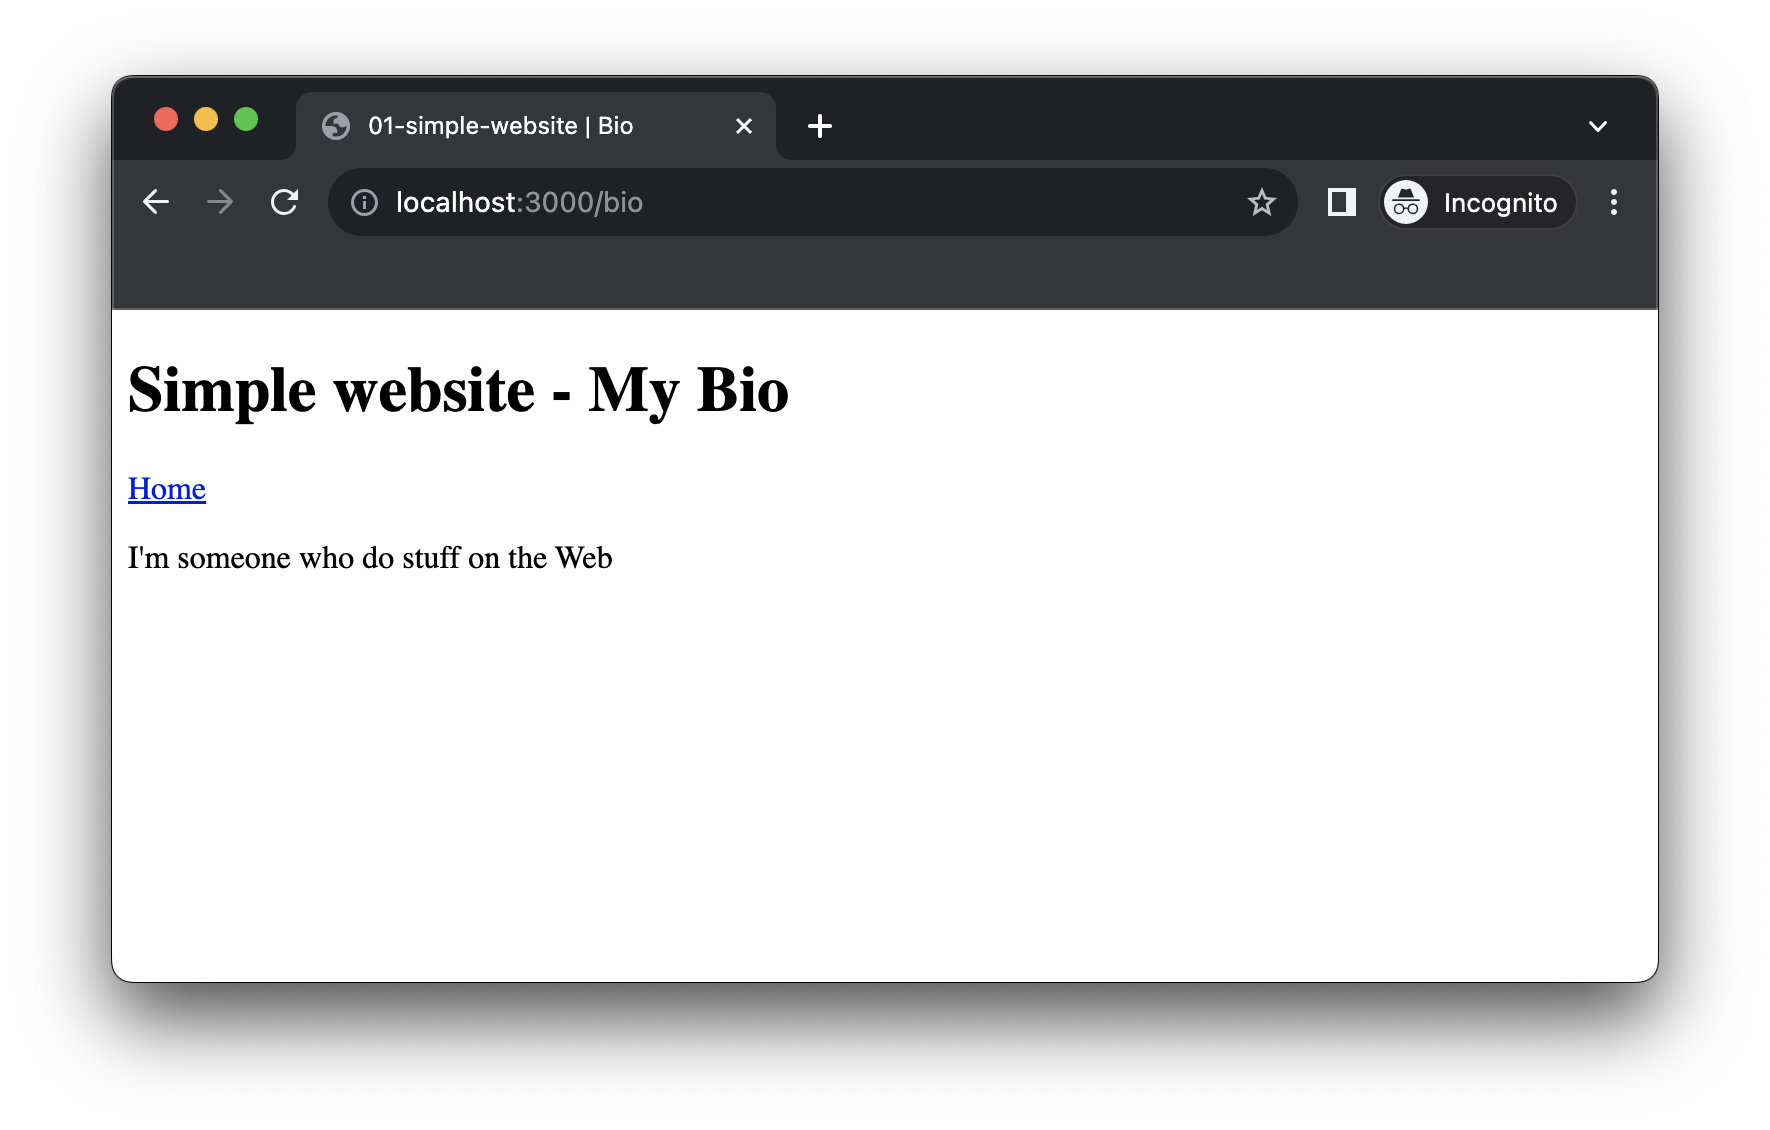 01-simple-website | Bio
localhost:3000/bio
Incognito
Simple website - My Bio
Home
I'm someone who do stuff on the Web